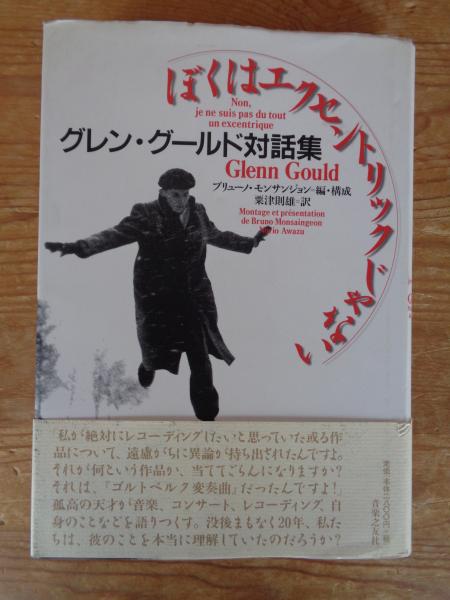 ぼくはエクセントリックじゃない
Non,
je ne suis pas du tout
un excentrique
グレン・グールド対話集
Glenn Gould
ブリューノ・モンサンジョン=編・構成
粟津則雄=訳
Montage et présentation
de Bruno Monsaingeon
Norio Awazu
「私が絶対にレコーディングしたいと思っていた或る作
品について、遠慮がちに異論が持ち出されたんですよ。
それが何という作品か、当ててごらんになりますか?
それは、『ゴルトベルク変奏曲』だったんですよ!」
孤高の天才が音楽、コンサート、レコーディング、自
身のことなどを語りつくす。没後まもなく20年、私た
ちは、彼のことを本当に理解していたのだろうか?
定価:本体二八〇〇円+税
音楽之友社